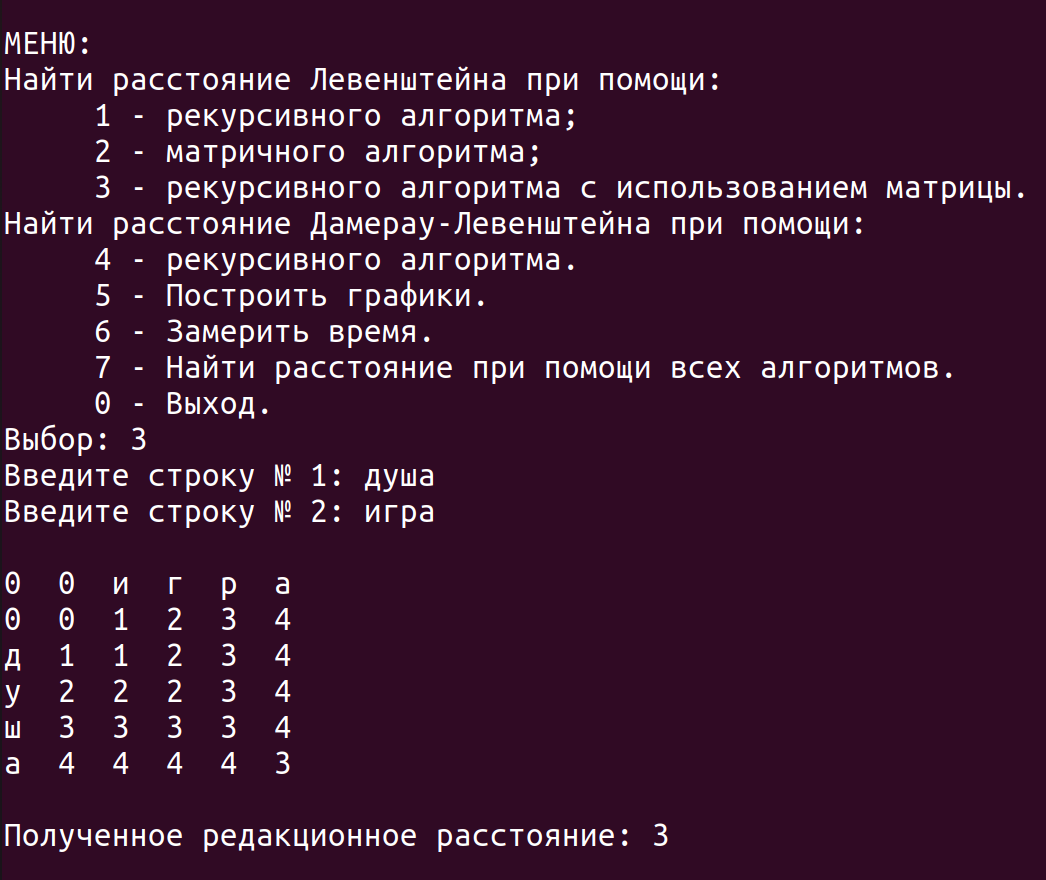 МЕНЮ:
Найти расстояние Левенштейна при помощи:
1 - рекурсивного алгоритма;
2 - матричного алгоритма;
3 - рекурсивного алгоритма с использованием матрицы.
Найти расстояние Дамерау-Левенштейна при помощи:
4 - рекурсивного алгоритма.
5 - Построить графики.
6 - Замерить время.
7 - Найти расстояние при помощи всех алгоритмов.
0 - Выход.
Выбор: 3
Введите строку № 1: душа
Введите строку № 2: игра
0 0 и г р а
0 0 1 2 3 4
д 1 1 2 3 4
у 2 2 2 3 4
ш 3 3 3 3 4
а 4 4 4 4 3
Полученное редакционное расстояние: 3